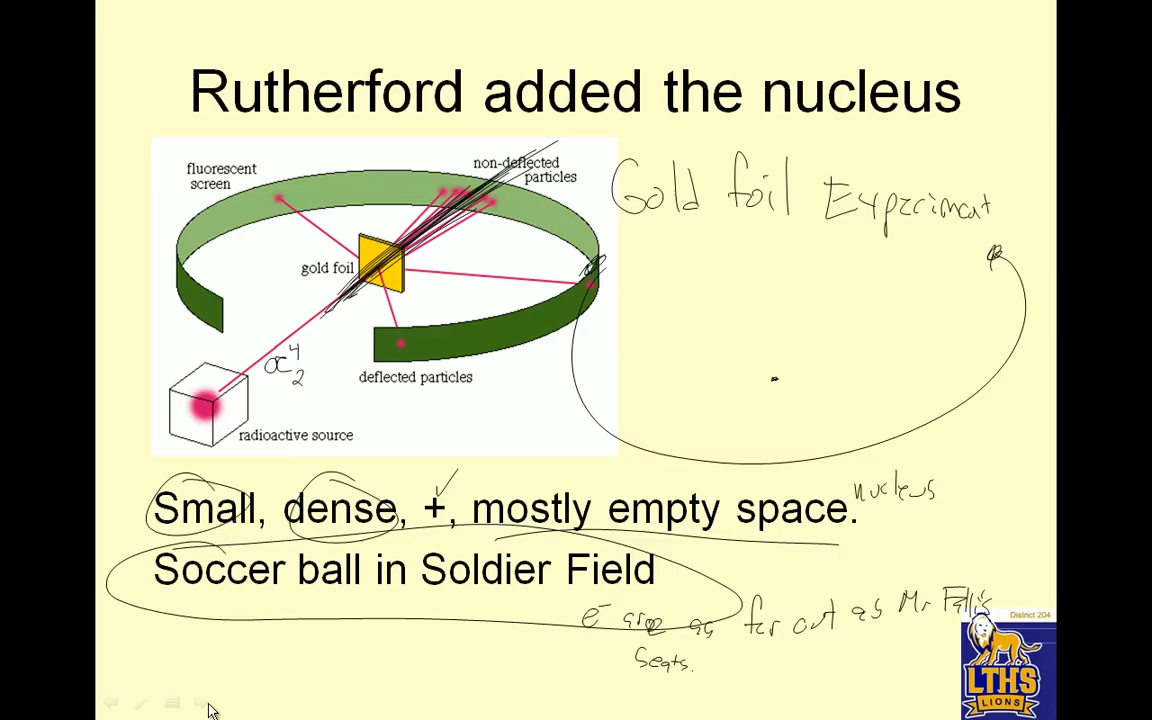 Rutherford added the nucleus
fluorescent
screen
non-deflected
particles
Gold foil Experiment
gold foil
α 4 2
deflected particles
radioactive source
nucleus
Small, dense, +, mostly empty space.
Soccer ball in Soldier Field
e⁻ are as far out as Mr Fallis
Seats.
District 204
LTHS
LIONS